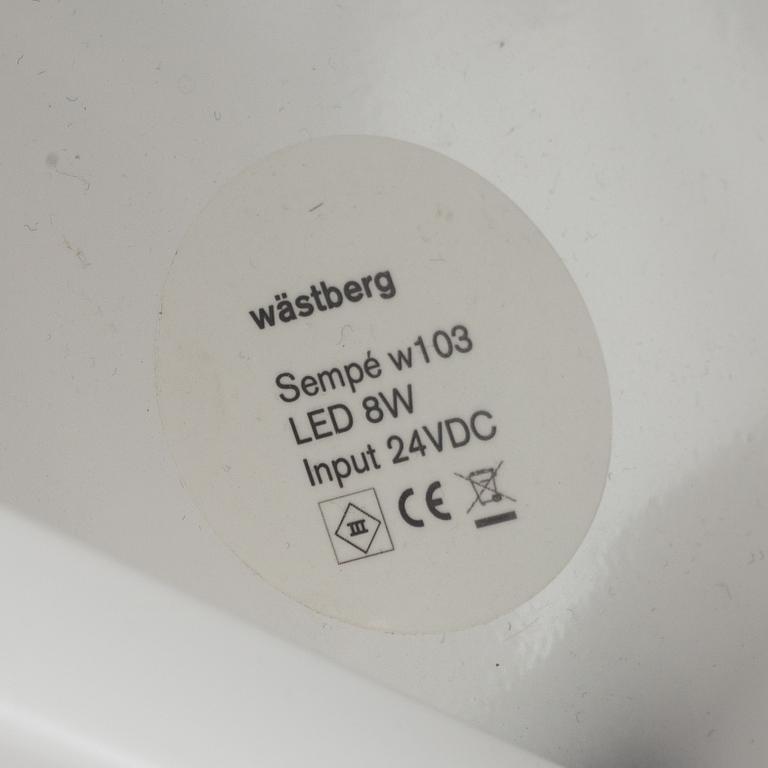 wästberg
Sempé w103
LED 8W
Input 24VDC
III CE